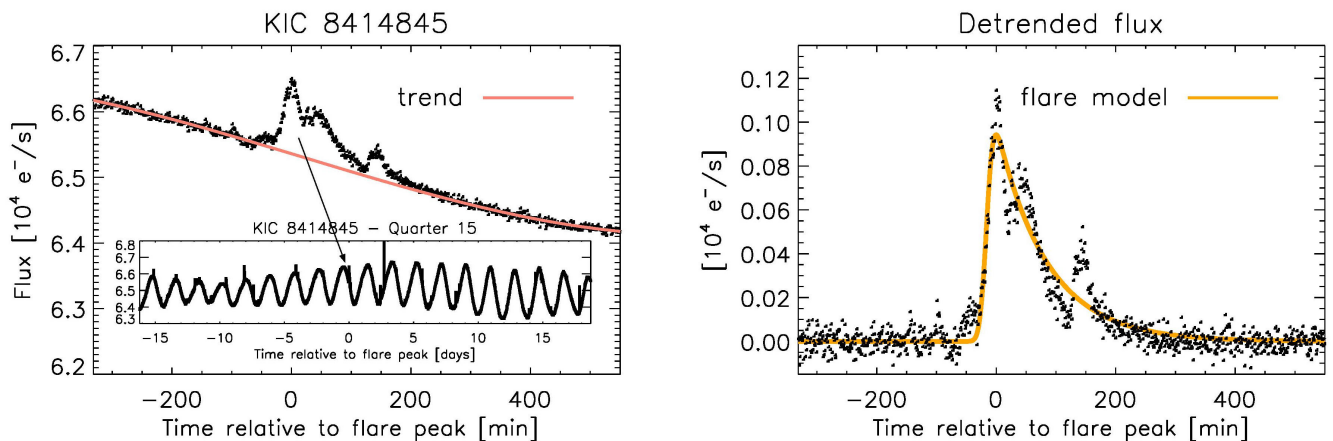 KIC 8414845
Flux [10⁴ e⁻/s]
6.7
6.6
6.5
6.4
6.3
6.2
trend
KIC 8414845 − Quarter 15
6.8
6.6
6.5
6.4
6.3
−15 −10 −5 0 5 10 15
Time relative to flare peak [days]
−200 0 200 400
Time relative to flare peak [min]
Detrended flux
[10⁴ e⁻/s]
0.12
0.10
0.08
0.06
0.04
0.02
0.00
flare model
−200 0 200 400
Time relative to flare peak [min]